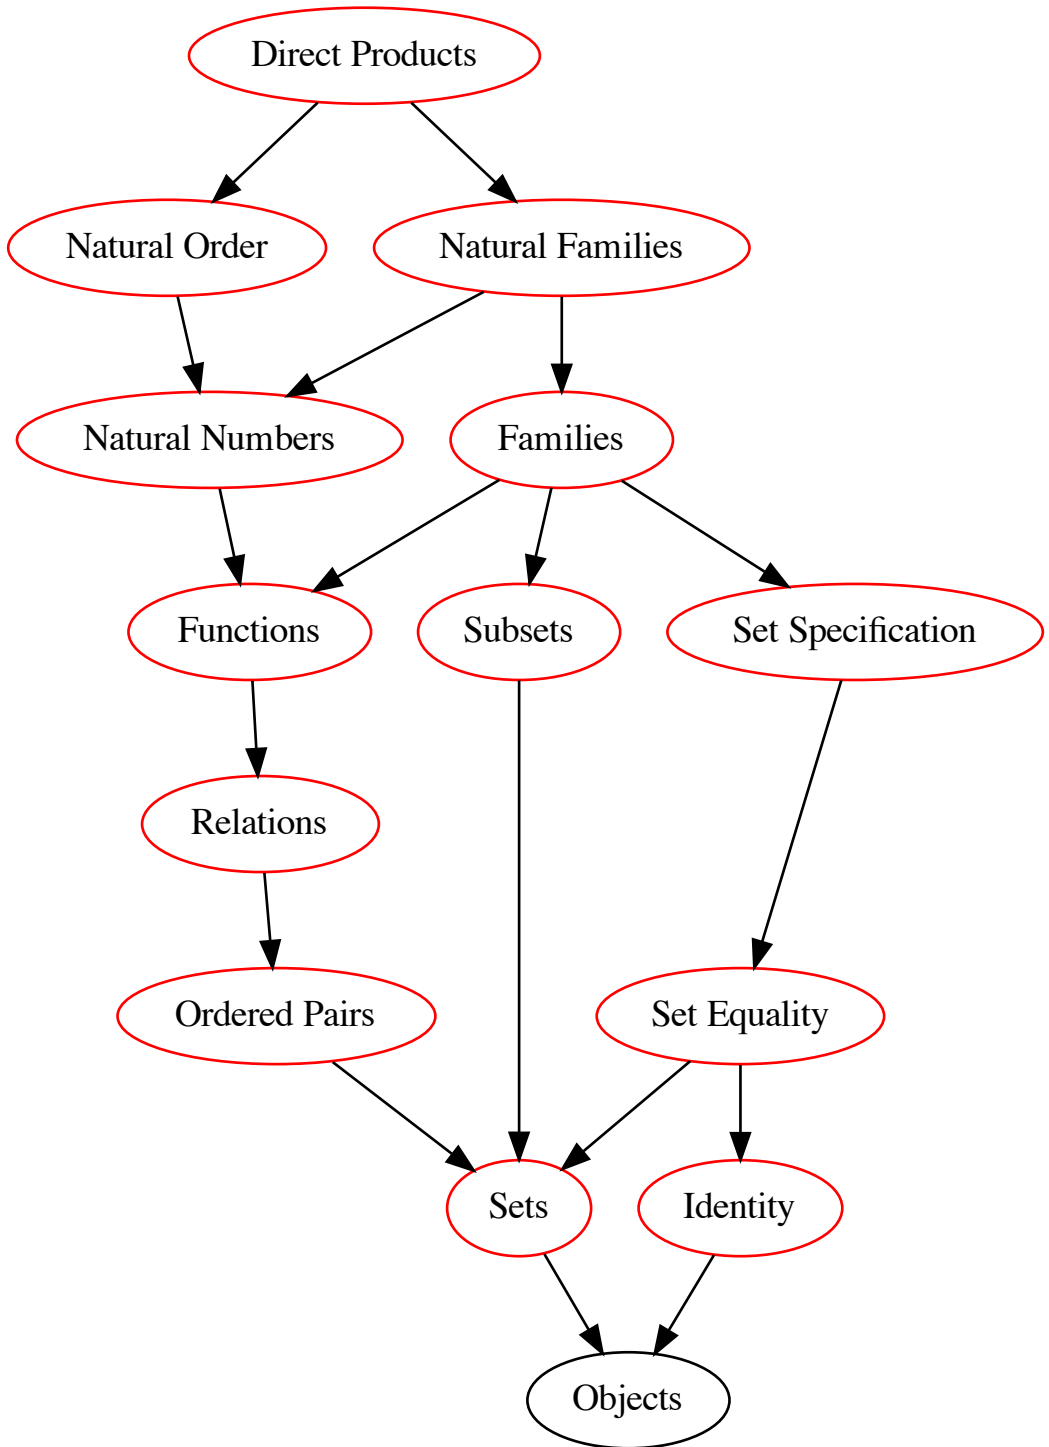 Direct Products
Natural Order
Natural Families
Natural Numbers
Families
Functions
Subsets
Set Specification
Relations
Ordered Pairs
Set Equality
Sets
Identity
Objects